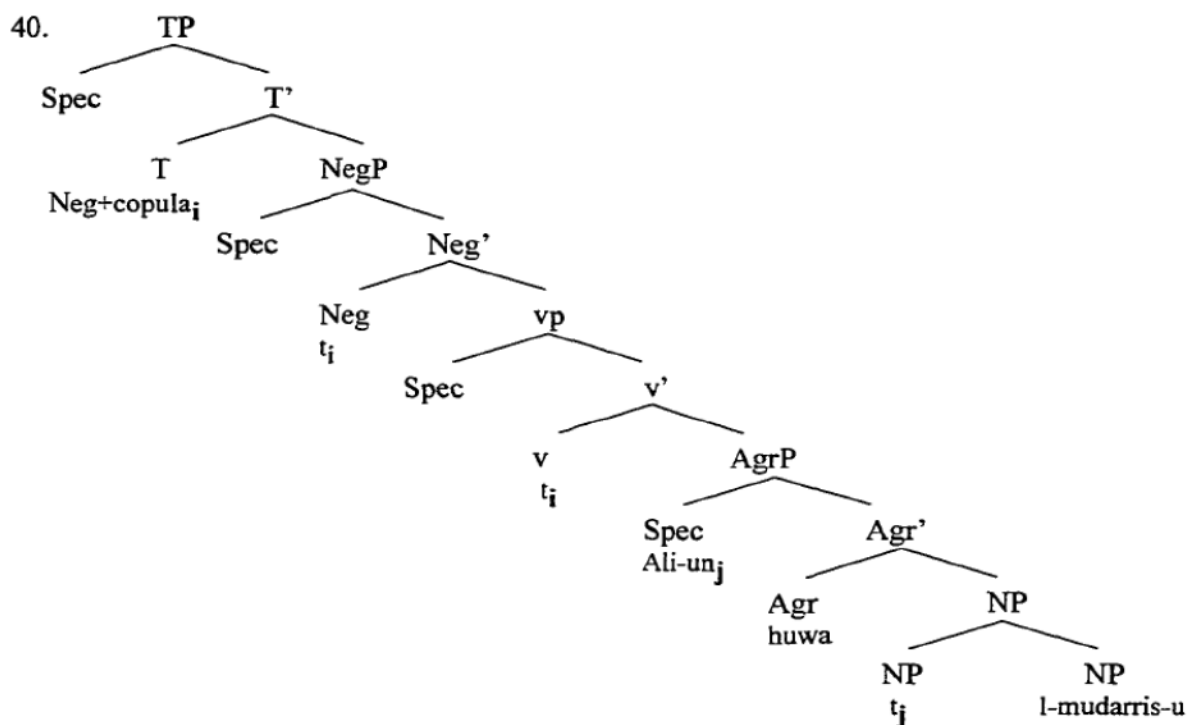 40. TP
Spec T'
T NegP
Neg+copulai Spec Neg'
Neg vp
ti Spec v'
v AgrP
ti Spec Agr'
Ali-unj Agr NP
huwa NP NP
tj l-mudarris-u